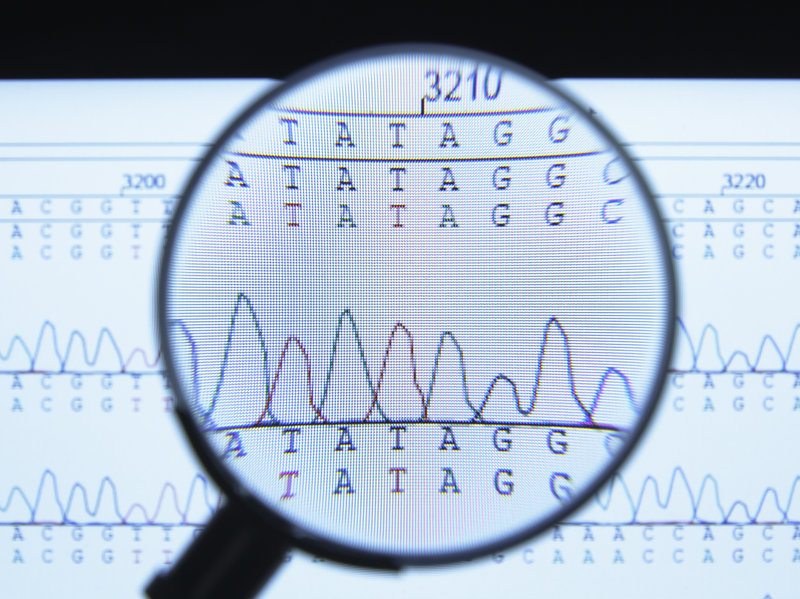 3210
T A T A G G
3200 A T A T A G G C 3220
A C G G T T A T A T A G G C C A G C A
A C G G T T C A G C A
A C G G T C A G C A
A C G G T T A T A T A G G C A G C A
A C G G T T T A T A G G C A G C A
A C G G T T A A A C C A G C A
A C G G T T G C A A A C C A G C A